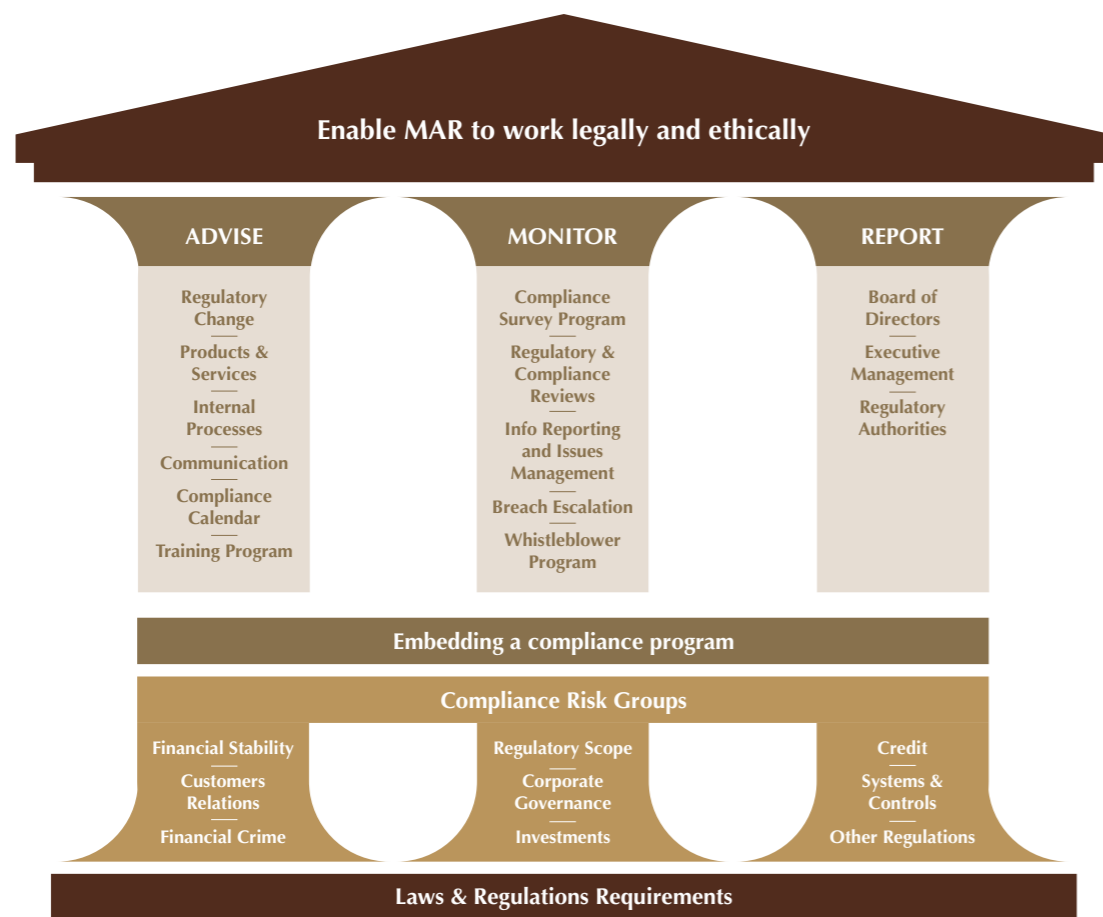 Enable MAR to work legally and ethically
ADVISE
Regulatory
Change
Products &
Services
Internal
Processes
Communication
Compliance
Calendar
Training Program
MONITOR
Compliance
Survey Program
Regulatory &
Compliance
Reviews
Info Reporting
and Issues
Management
Breach Escalation
Whistleblower
Program
REPORT
Board of
Directors
Executive
Management
Regulatory
Authorities
Embedding a compliance program
Compliance Risk Groups
Financial Stability
Customers
Relations
Financial Crime
Regulatory Scope
Corporate
Governance
Investments
Credit
Systems &
Controls
Other Regulations
Laws & Regulations Requirements